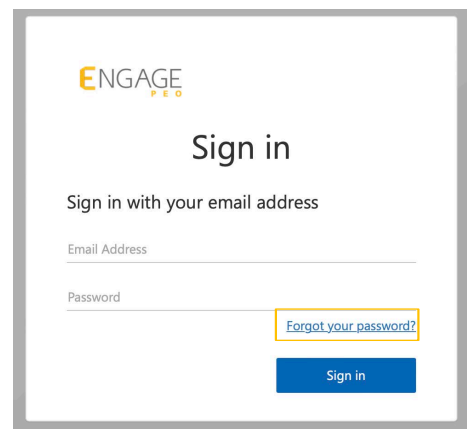 ENGAGE
PEO
Sign in
Sign in with your email address
Email Address
Password
Forgot your password?
Sign in